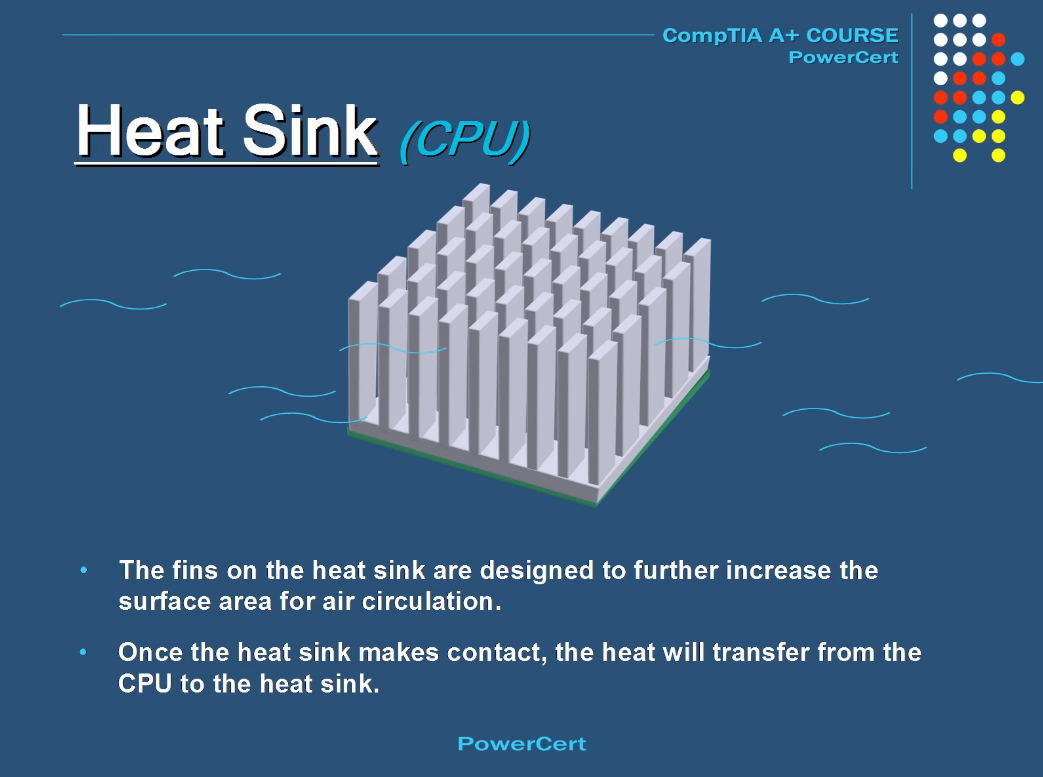 CompTIA A+ COURSE
PowerCert
Heat Sink (CPU)
• The fins on the heat sink are designed to further increase the
surface area for air circulation.
• Once the heat sink makes contact, the heat will transfer from the
CPU to the heat sink.
PowerCert